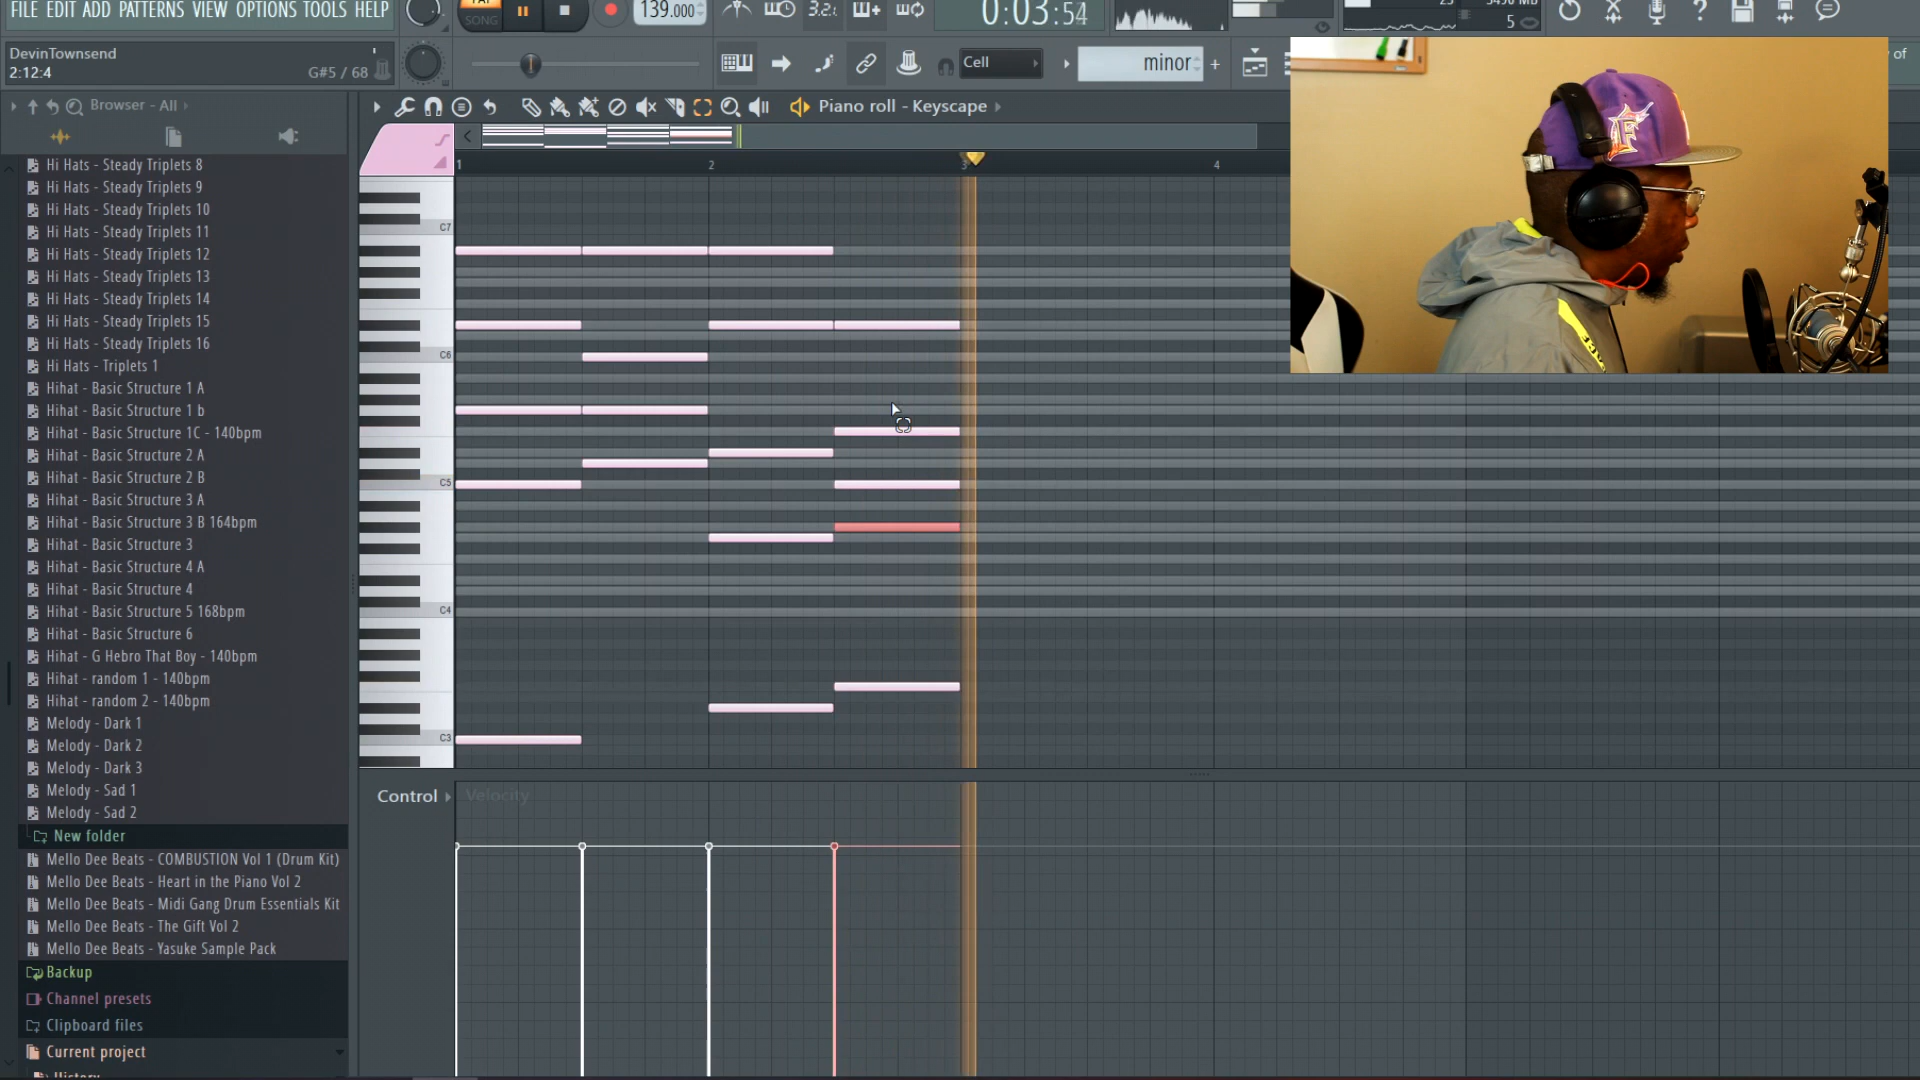 FILE EDIT ADD PATTERNS VIEW OPTIONS TOOLS HELP
PAT
SONG
139.000
3.2
0:03:54
5
DevinTownsend
2:12:4
G#5 / 68
Cell
minor
+
of
Browser - All
Piano roll - Keyscape
1
2
3
4
Hi Hats - Steady Triplets 8
Hi Hats - Steady Triplets 9
Hi Hats - Steady Triplets 10
Hi Hats - Steady Triplets 11
Hi Hats - Steady Triplets 12
Hi Hats - Steady Triplets 13
Hi Hats - Steady Triplets 14
Hi Hats - Steady Triplets 15
Hi Hats - Steady Triplets 16
Hi Hats - Triplets 1
Hihat - Basic Structure 1 A
Hihat - Basic Structure 1 b
Hihat - Basic Structure 1C - 140bpm
Hihat - Basic Structure 2 A
Hihat - Basic Structure 2 B
Hihat - Basic Structure 3 A
Hihat - Basic Structure 3 B 164bpm
Hihat - Basic Structure 3
Hihat - Basic Structure 4 A
Hihat - Basic Structure 4
Hihat - Basic Structure 5 168bpm
Hihat - Basic Structure 6
Hihat - G Hebro That Boy - 140bpm
Hihat - random 1 - 140bpm
Hihat - random 2 - 140bpm
Melody - Dark 1
Melody - Dark 2
Melody - Dark 3
Melody - Sad 1
Melody - Sad 2
New folder
Mello Dee Beats - COMBUSTION Vol 1 (Drum Kit)
Mello Dee Beats - Heart in the Piano Vol 2
Mello Dee Beats - Midi Gang Drum Essentials Kit
Mello Dee Beats - The Gift Vol 2
Mello Dee Beats - Yasuke Sample Pack
Backup
Channel presets
Clipboard files
Current project
History
C7
C6
C5
C4
C3
Control
Velocity
F